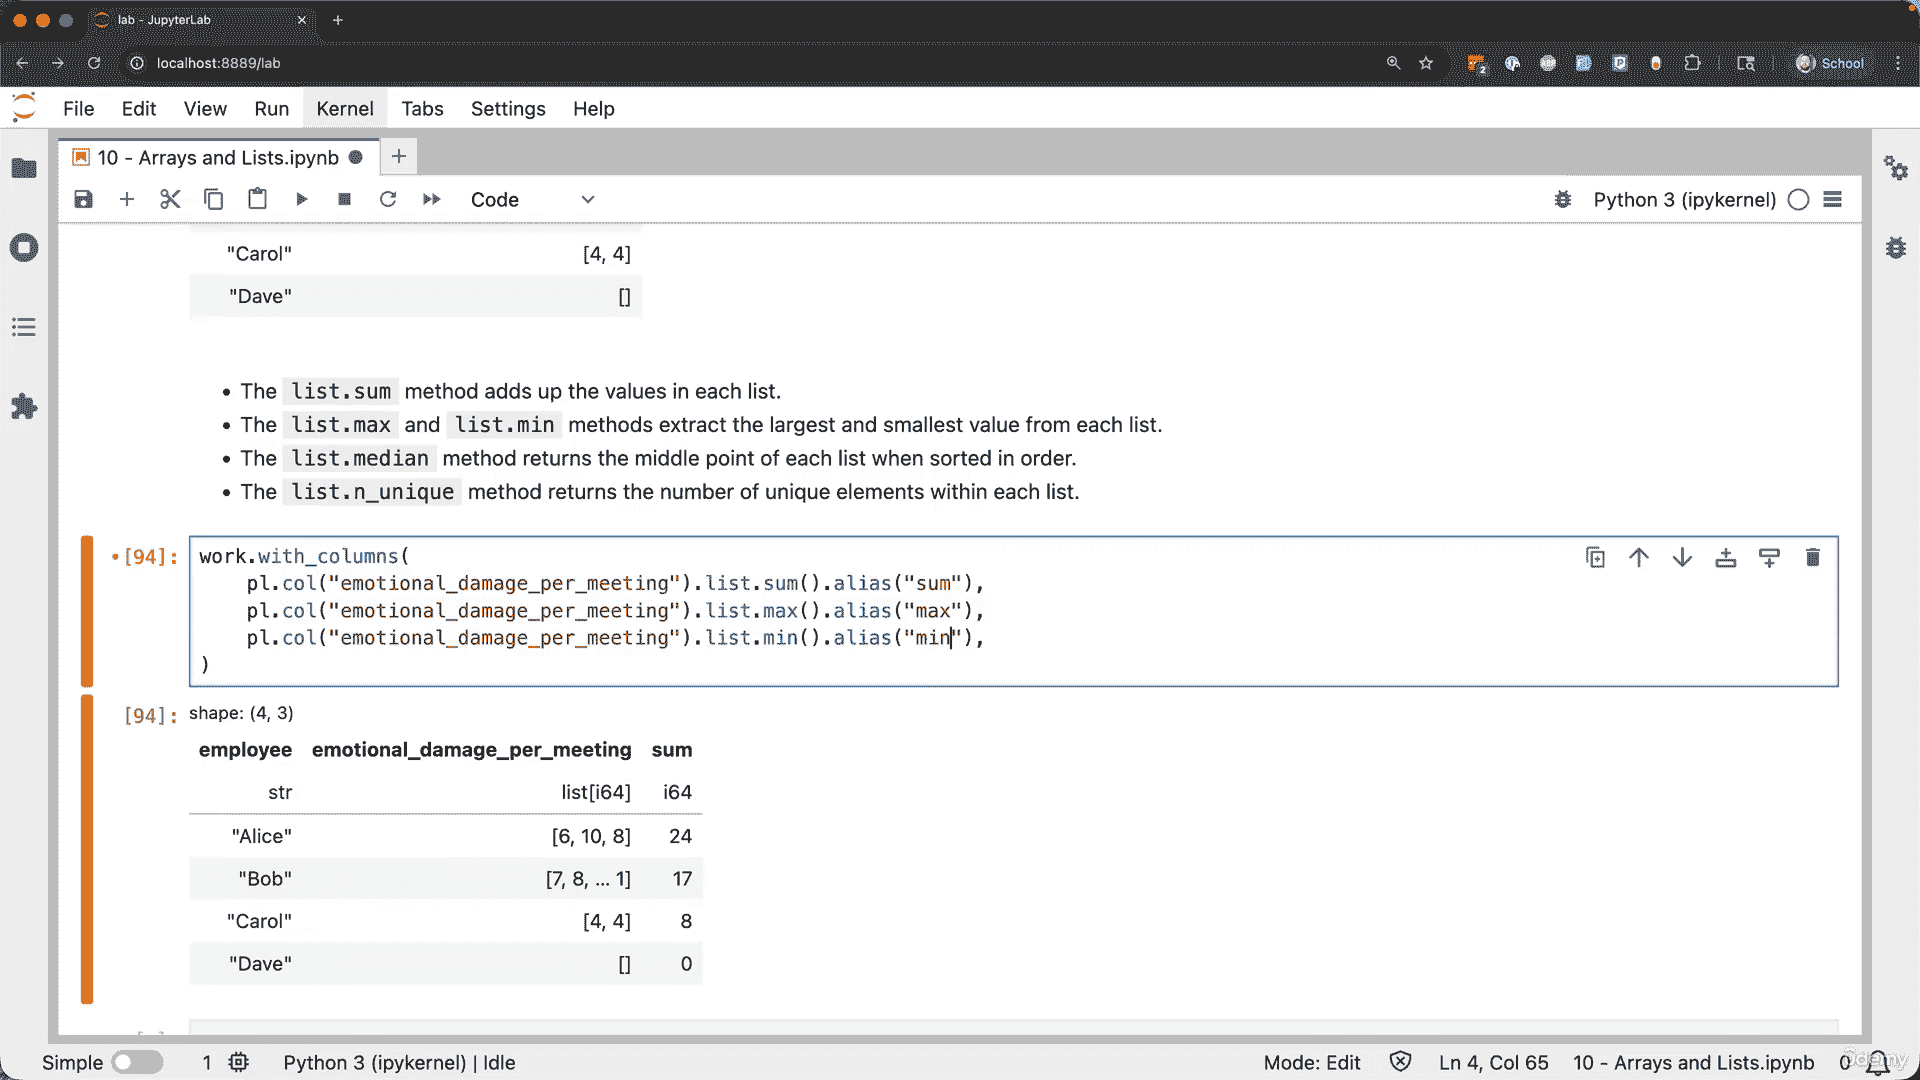 lab - JupyterLab
localhost:8889/lab
2
School
File Edit View Run Kernel Tabs Settings Help
10 - Arrays and Lists.ipynb
Code
Python 3 (ipykernel)
"Carol" [4, 4]
"Dave" []
• The list.sum method adds up the values in each list.
• The list.max and list.min methods extract the largest and smallest value from each list.
• The list.median method returns the middle point of each list when sorted in order.
• The list.n_unique method returns the number of unique elements within each list.
[94]: work.with_columns(
pl.col("emotional_damage_per_meeting").list.sum().alias("sum"),
pl.col("emotional_damage_per_meeting").list.max().alias("max"),
pl.col("emotional_damage_per_meeting").list.min().alias("min"),
)
[94]: shape: (4, 3)
employee emotional_damage_per_meeting sum
str list[i64] i64
"Alice" [6, 10, 8] 24
"Bob" [7, 8, … 1] 17
"Carol" [4, 4] 8
"Dave" [] 0
Simple 1 Python 3 (ipykernel) | Idle Mode: Edit Ln 4, Col 65 10 - Arrays and Lists.ipynb 0
udemy